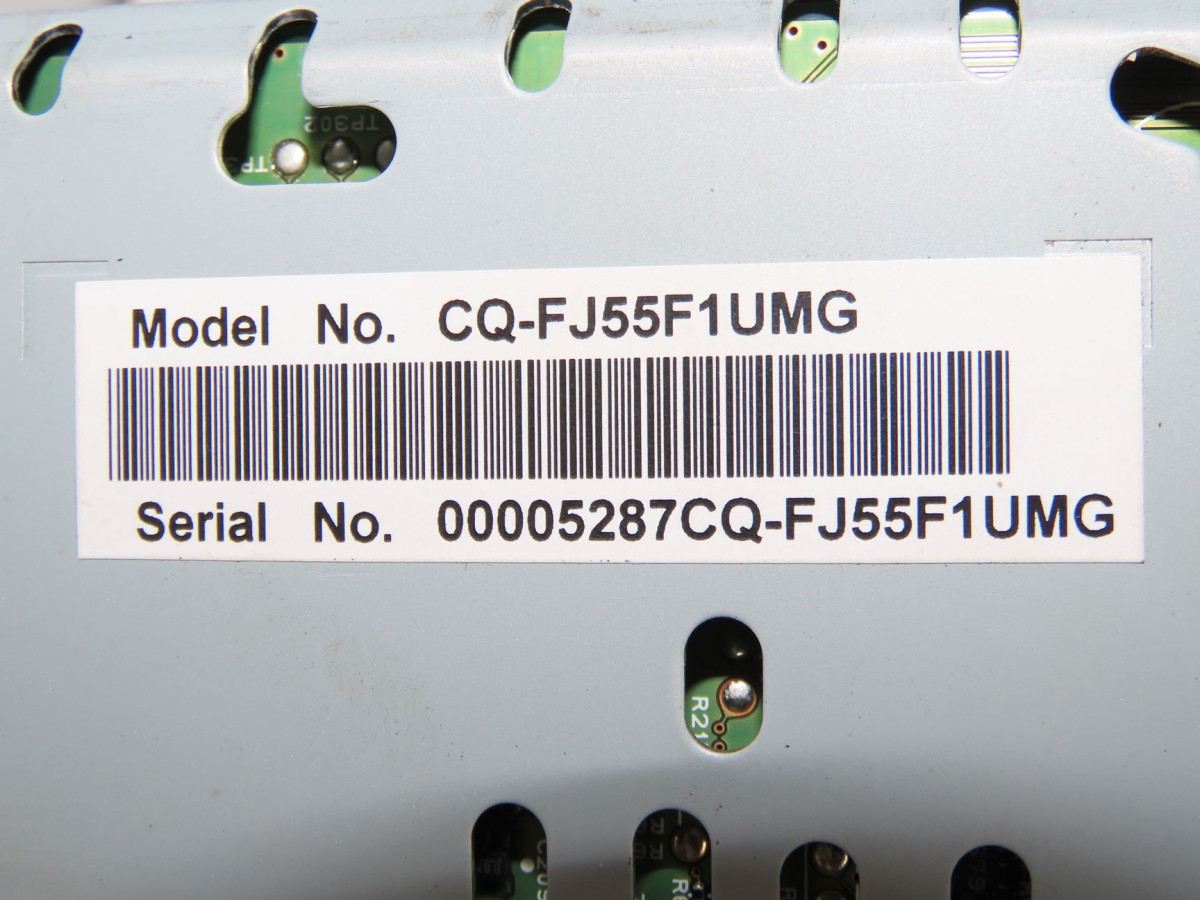 TP302
Model No. CQ-FJ55F1UMG
Serial No. 00005287CQ-FJ55F1UMG